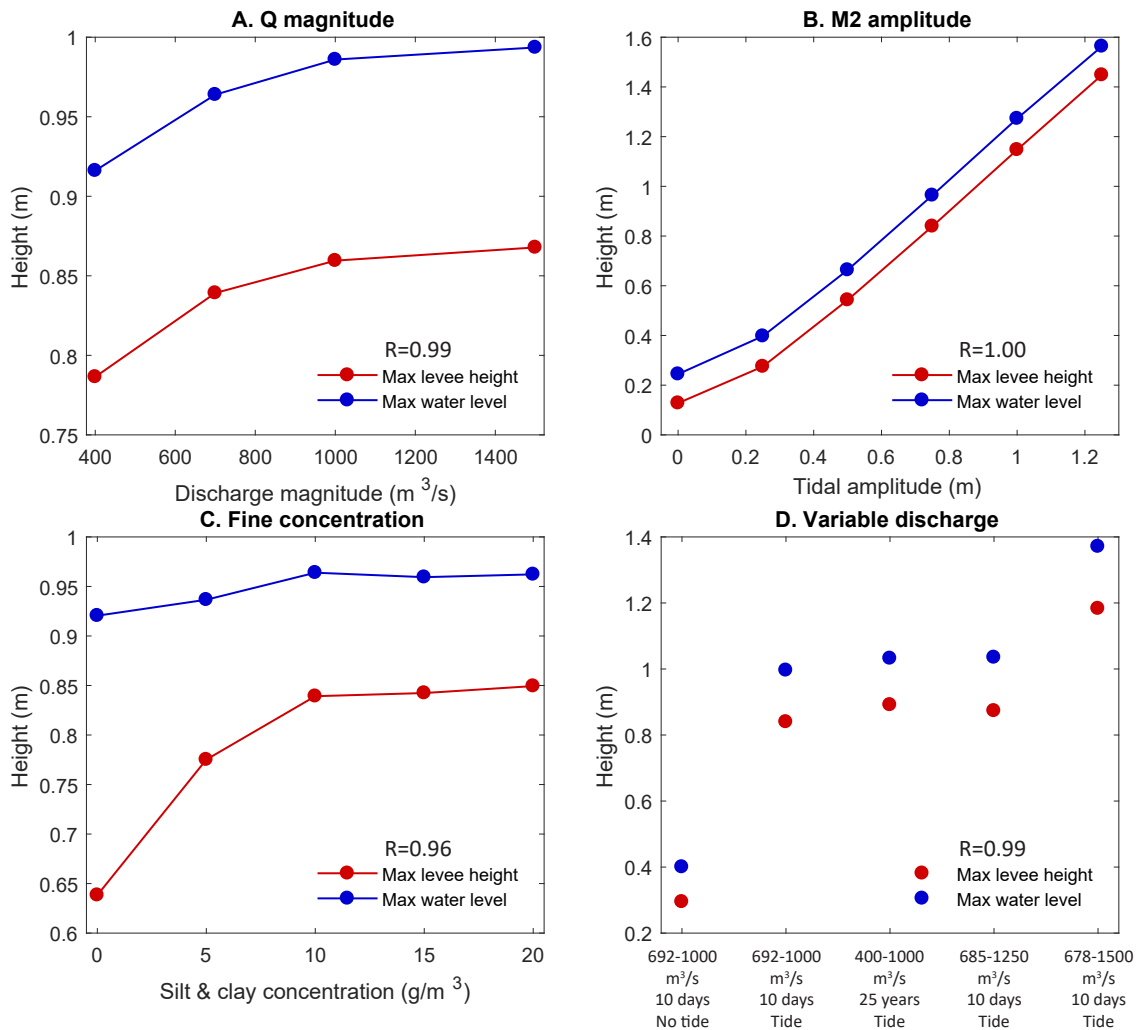 A. Q magnitude
1
0.95
0.9
0.85
0.8
0.75
Height (m)
R=0.99
Max levee height
Max water level
400 600 800 1000 1200 1400
Discharge magnitude (m ³/s)
B. M2 amplitude
1.6
1.4
1.2
1
0.8
0.6
0.4
0.2
0
Height (m)
R=1.00
Max levee height
Max water level
0 0.2 0.4 0.6 0.8 1 1.2
Tidal amplitude (m)
C. Fine concentration
1
0.95
0.9
0.85
0.8
0.75
0.7
0.65
0.6
Height (m)
R=0.96
Max levee height
Max water level
0 5 10 15 20
Silt & clay concentration (g/m ³)
D. Variable discharge
1.4
1.2
1
0.8
0.6
0.4
0.2
Height (m)
R=0.99
Max levee height
Max water level
692-1000 692-1000 400-1000 685-1250 678-1500
m³/s m³/s m³/s m³/s m³/s
10 days 10 days 25 years 10 days 10 days
No tide Tide Tide Tide Tide